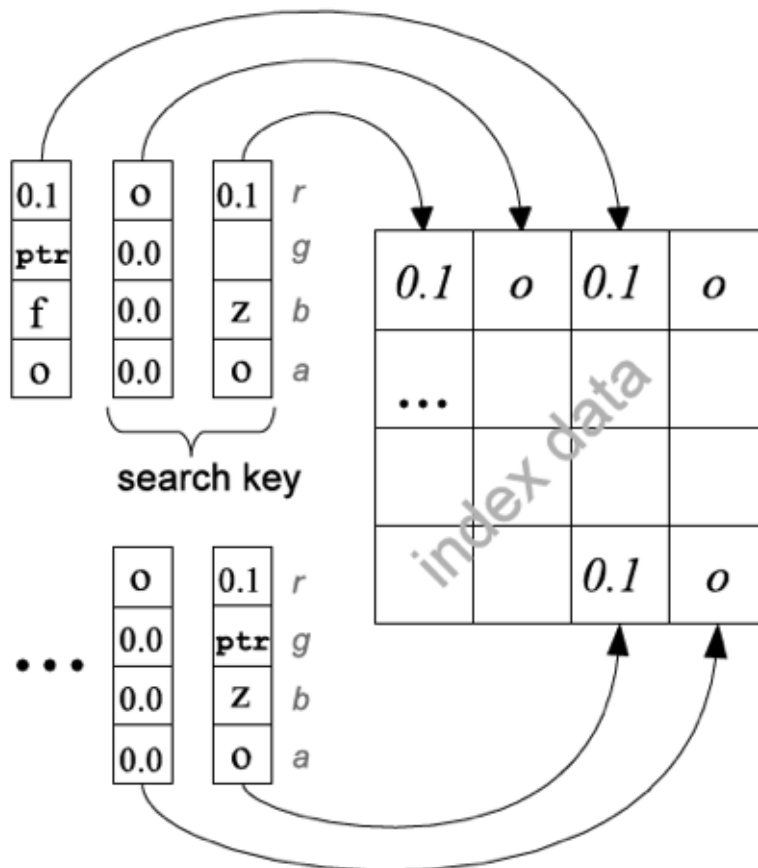 0.1 o 0.1 r
ptr 0.0 g
f 0.0 z b
o 0.0 o a
search key
0.1 o 0.1 o
...
index data
0.1 o
o 0.1 r
0.0 ptr g
...
0.0 z b
0.0 o a